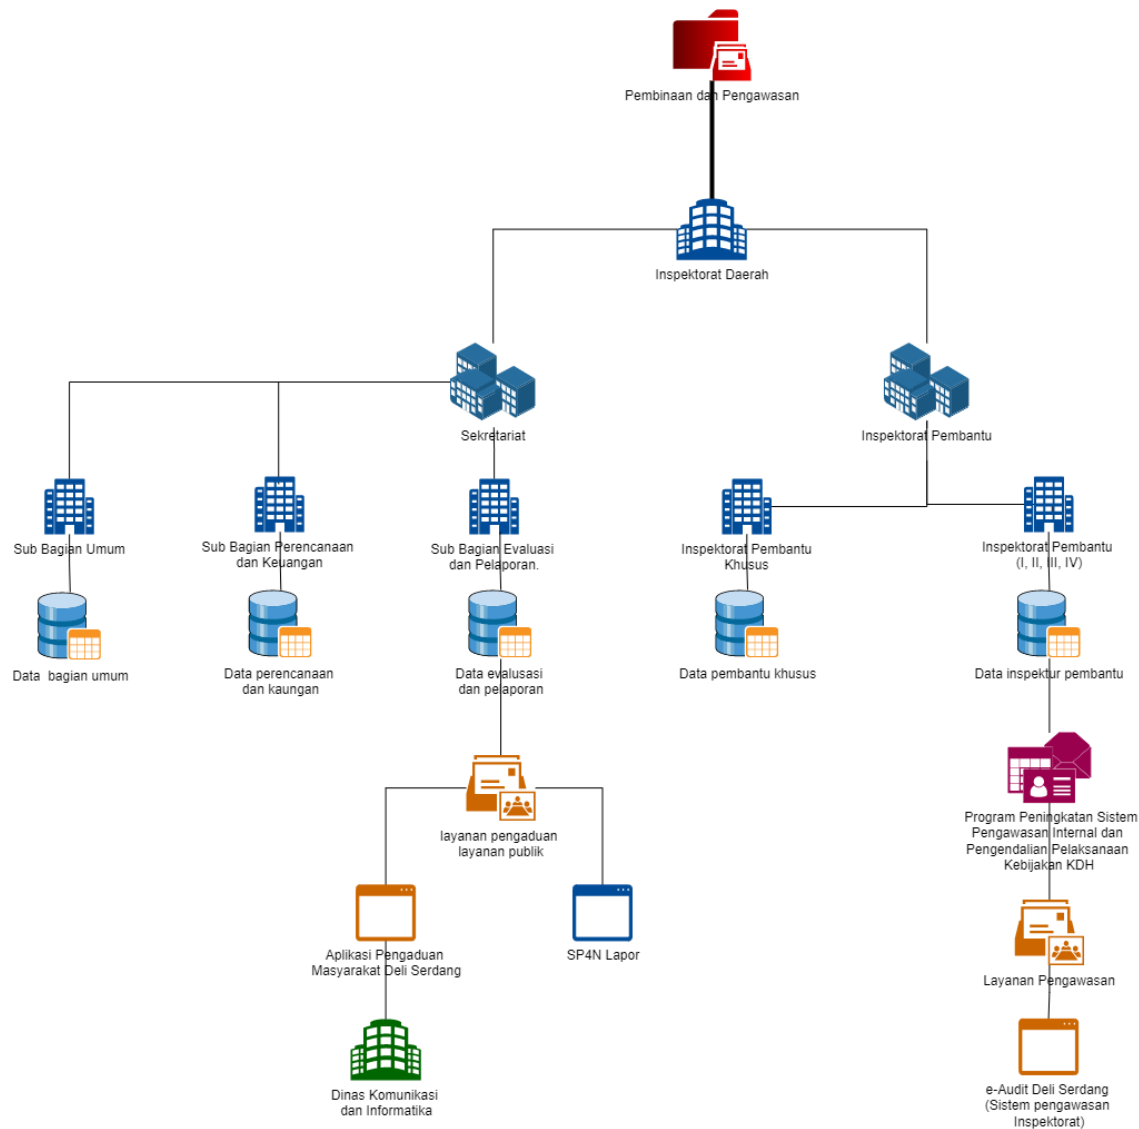 Pembinaan dan Pengawasan
Inspektorat Daerah
Sekretariat
Inspektorat Pembantu
Sub Bagian Umum
Sub Bagian Perencanaan
dan Keuangan
Sub Bagian Evaluasi
dan Pelaporan.
Inspektorat Pembantu
Khusus
Inspektorat Pembantu
(I, II, III, IV)
Data  bagian umum
Data perencanaan
dan kaungan
Data evalusasi
dan pelaporan
Data pembantu khusus
Data inspektur pembantu
layanan pengaduan
layanan publik
Program Peningkatan Sistem
Pengawasan Internal dan
Pengendalian Pelaksanaan
Kebijakan KDH
Aplikasi Pengaduan
Masyarakat Deli Serdang
SP4N Lapor
Layanan Pengawasan
Dinas Komunikasi
dan Informatika
e-Audit Deli Serdang
(Sistem pengawasan
Inspektorat)